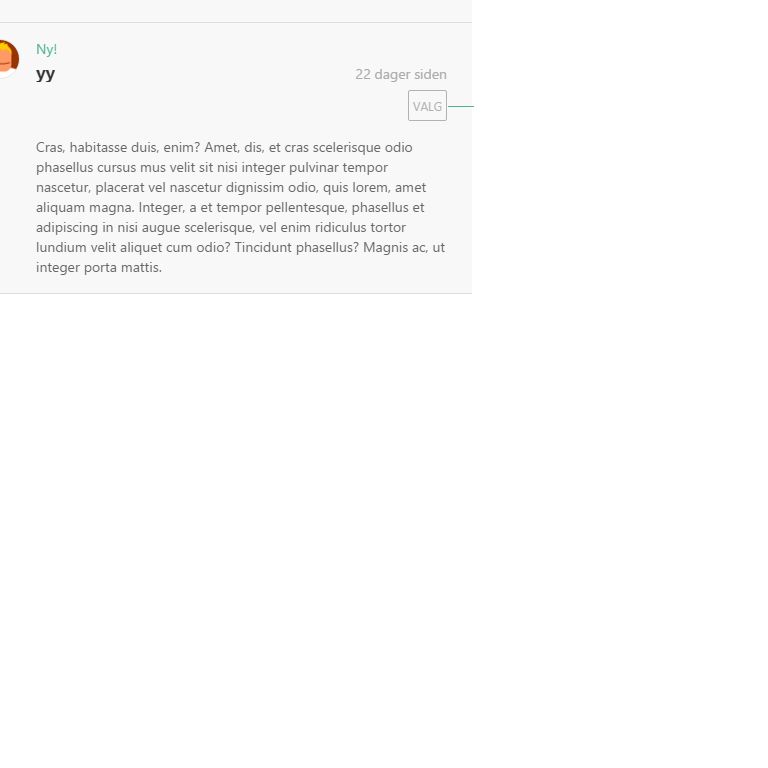 Ny!
yy
22 dager siden
VALG
Cras, habitasse duis, enim? Amet, dis, et cras scelerisque odio
phasellus cursus mus velit sit nisi integer pulvinar tempor
nascetur, placerat vel nascetur dignissim odio, quis lorem, amet
aliquam magna. Integer, a et tempor pellentesque, phasellus et
adipiscing in nisi augue scelerisque, vel enim ridiculus tortor
lundium velit aliquet cum odio? Tincidunt phasellus? Magnis ac, ut
integer porta mattis.